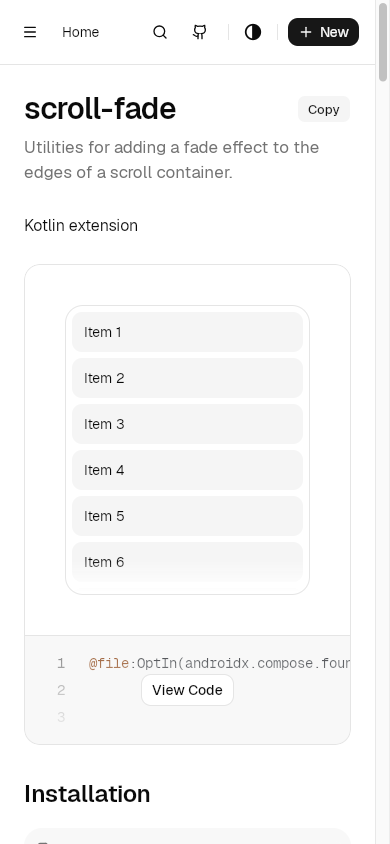 Home
New
scroll-fade
Copy
Utilities for adding a fade effect to the
edges of a scroll container.
Kotlin extension
Item 1
Item 2
Item 3
Item 4
Item 5
Item 6
1 @file:OptIn(androidx.compose.four
2
View Code
3
Installation